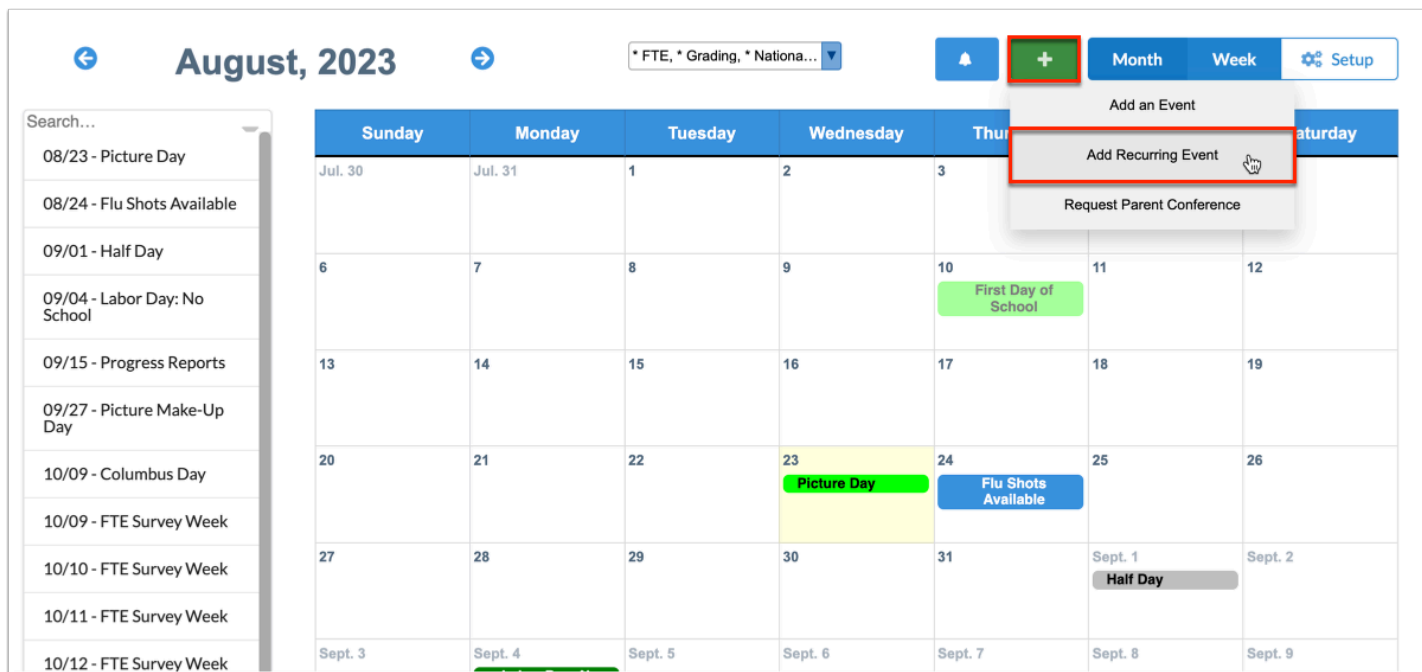 August, 2023
* FTE, * Grading, * Nationa...
+
Month
Week
Setup
Add an Event
Add Recurring Event
Request Parent Conference
Search...
08/23 - Picture Day
08/24 - Flu Shots Available
09/01 - Half Day
09/04 - Labor Day: No
School
09/15 - Progress Reports
09/27 - Picture Make-Up
Day
10/09 - Columbus Day
10/09 - FTE Survey Week
10/10 - FTE Survey Week
10/11 - FTE Survey Week
10/12 - FTE Survey Week
Sunday Monday Tuesday Wednesday Thur aturday
Jul. 30 Jul. 31 1 2 3
6 7 8 9 10 11 12
First Day of
School
13 14 15 16 17 18 19
20 21 22 23 24 25 26
Picture Day
Flu Shots
Available
27 28 29 30 31 Sept. 1 Sept. 2
Half Day
Sept. 3 Sept. 4 Sept. 5 Sept. 6 Sept. 7 Sept. 8 Sept. 9